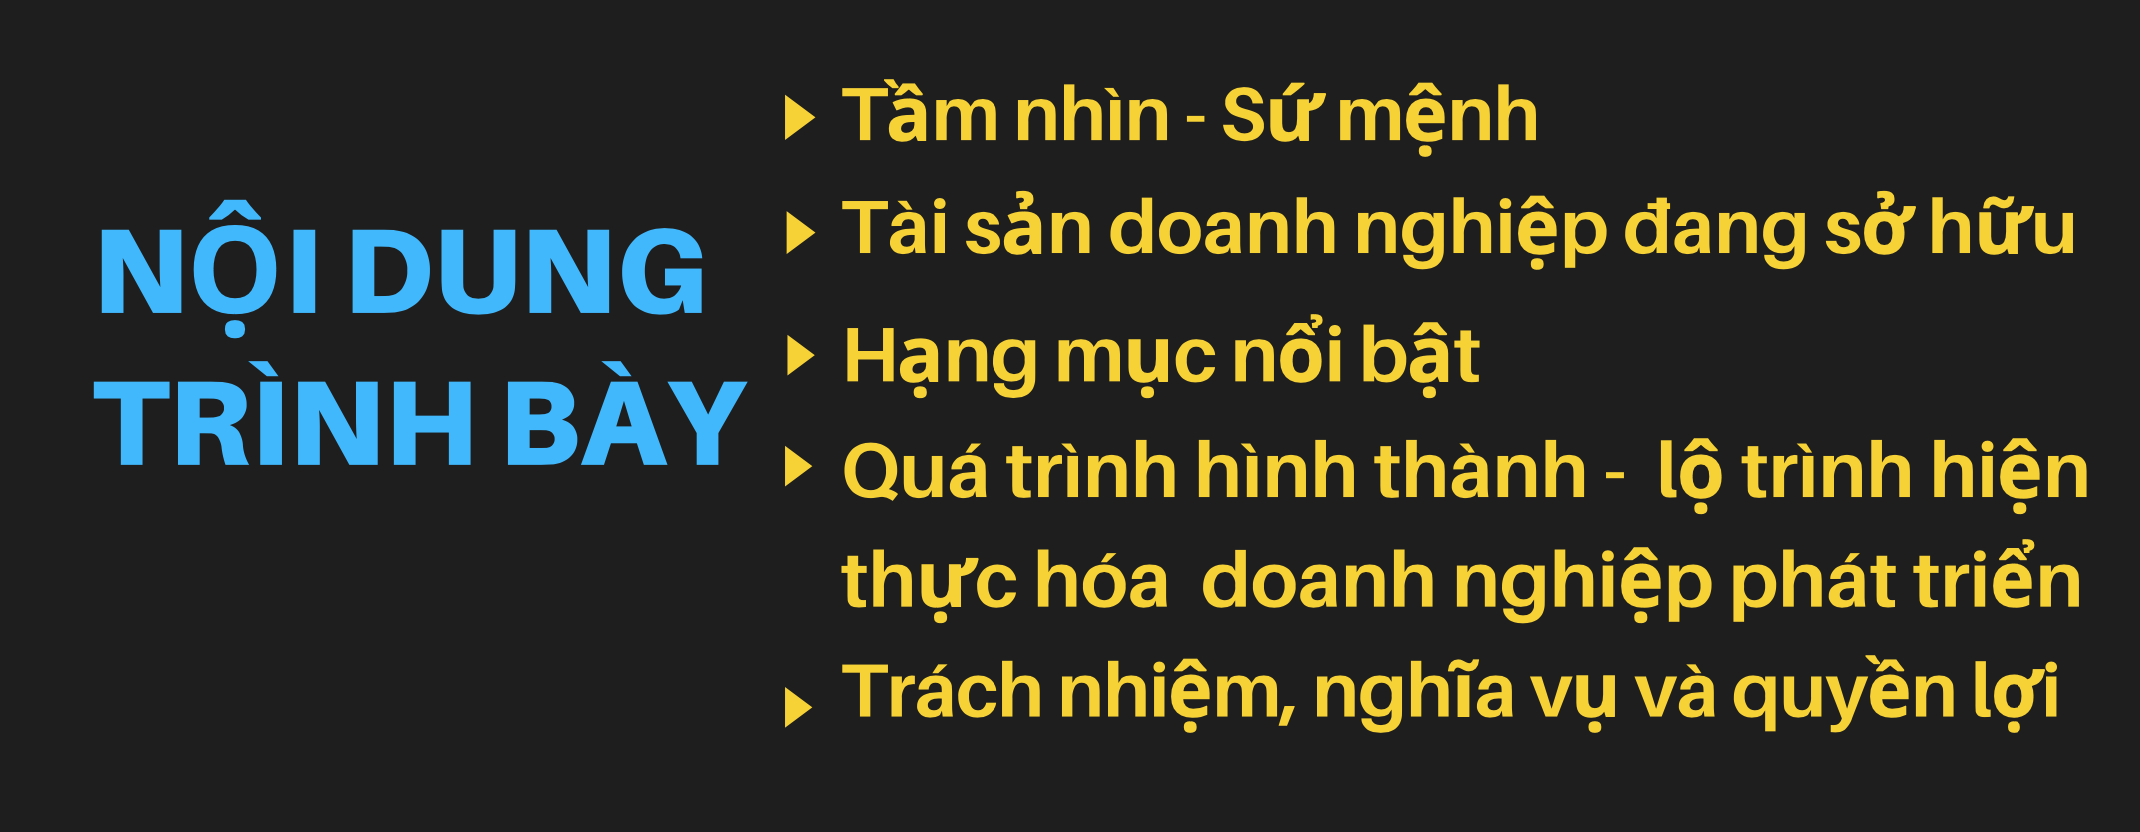 NỘI DUNG
TRÌNH BÀY
Tầm nhìn - Sứ mệnh
Tài sản doanh nghiệp đang sở hữu
Hạng mục nổi bật
Quá trình hình thành - lộ trình hiện
thực hóa doanh nghiệp phát triển
Trách nhiệm, nghĩa vụ và quyền lợi